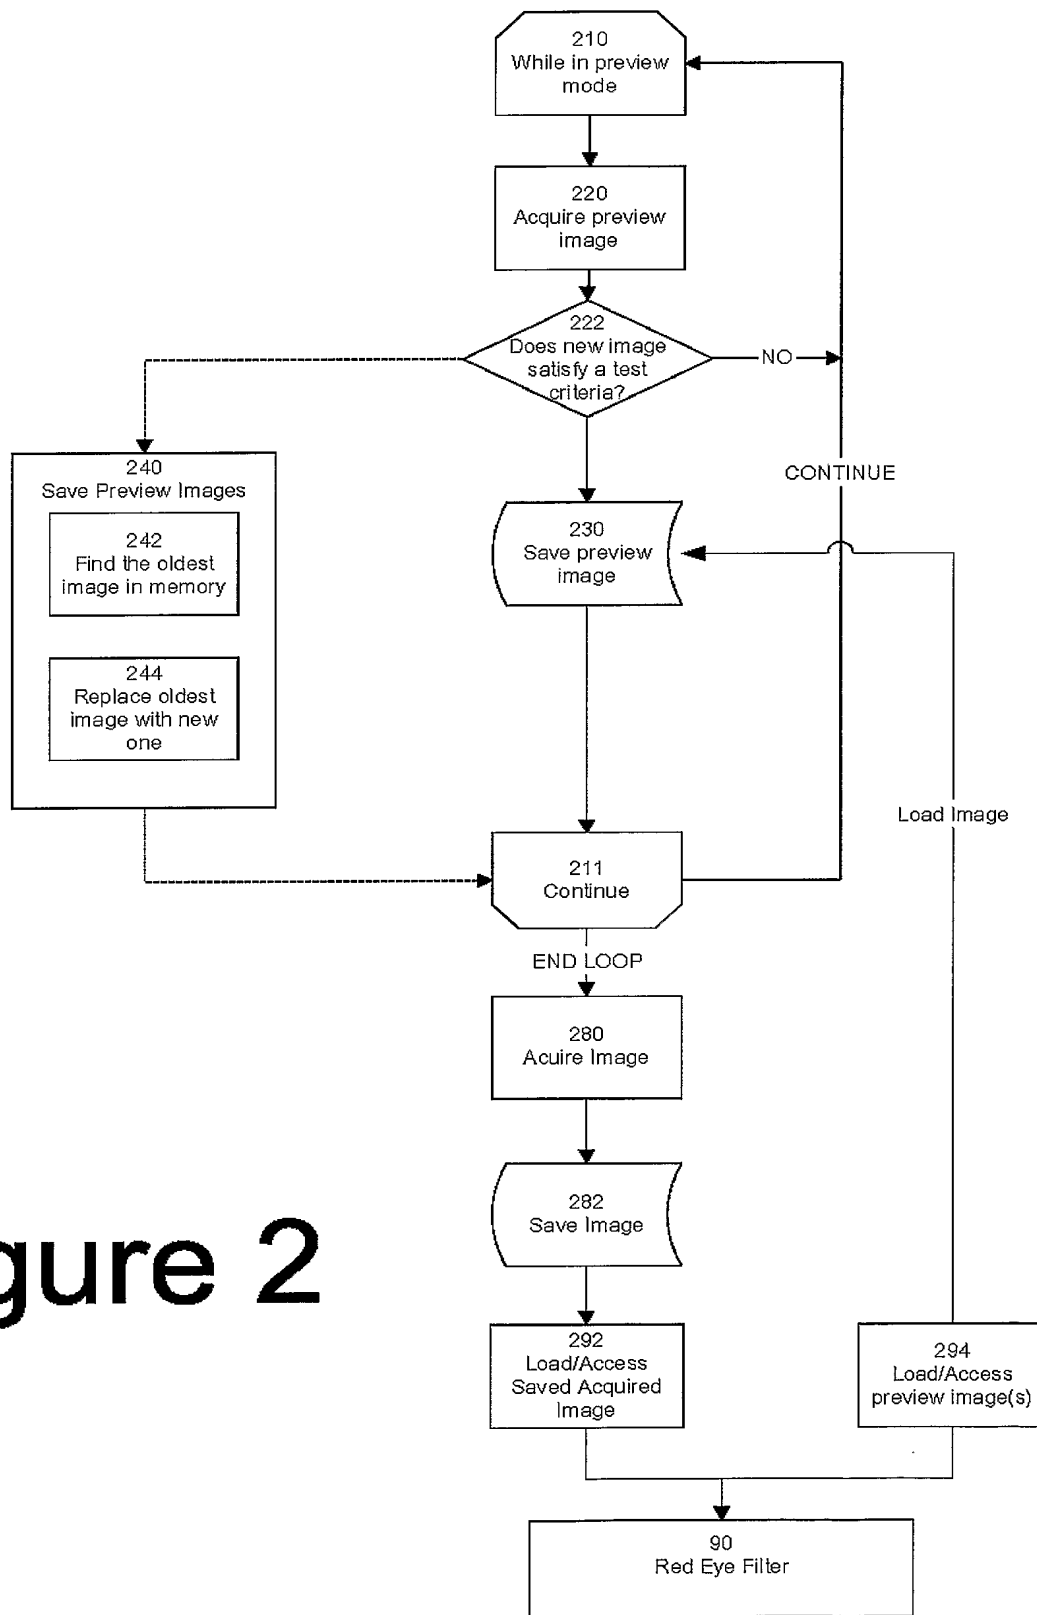 210
While in preview
mode
220
Acquire preview
image
222
Does new image
satisfy a test
criteria?
NO
CONTINUE
240
Save Preview Images
242
Find the oldest
image in memory
244
Replace oldest
image with new
one
230
Save preview
image
Load Image
211
Continue
END LOOP
280
Acuire Image
282
Save Image
gure 2
292
Load/Access
Saved Acquired
Image
294
Load/Access
preview image(s)
90
Red Eye Filter